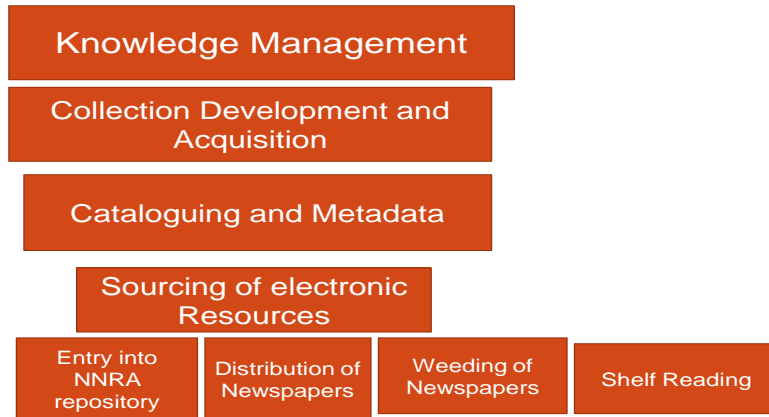 Knowledge Management
Collection Development and
Acquisition
Cataloguing and Metadata
Sourcing of electronic
Resources
Entry into
NNRA
repository
Distribution of
Newspapers
Weeding of
Newspapers
Shelf Reading